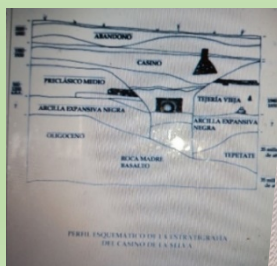 ABANDONO
CASINO
PRECLÁSICO MEDIO
TEJERÍA VIEJA
ARCILLA EXPANSIVA NEGRA
ARCILLA EXPANSIVA
NEGRA
OLIGOCENO
TEPETATE
ROCA MADRE
BASALTO
PERFIL ESQUEMÁTICO DE LA ESTRATIGRAFÍA
DEL CASINO DE LA SELVA